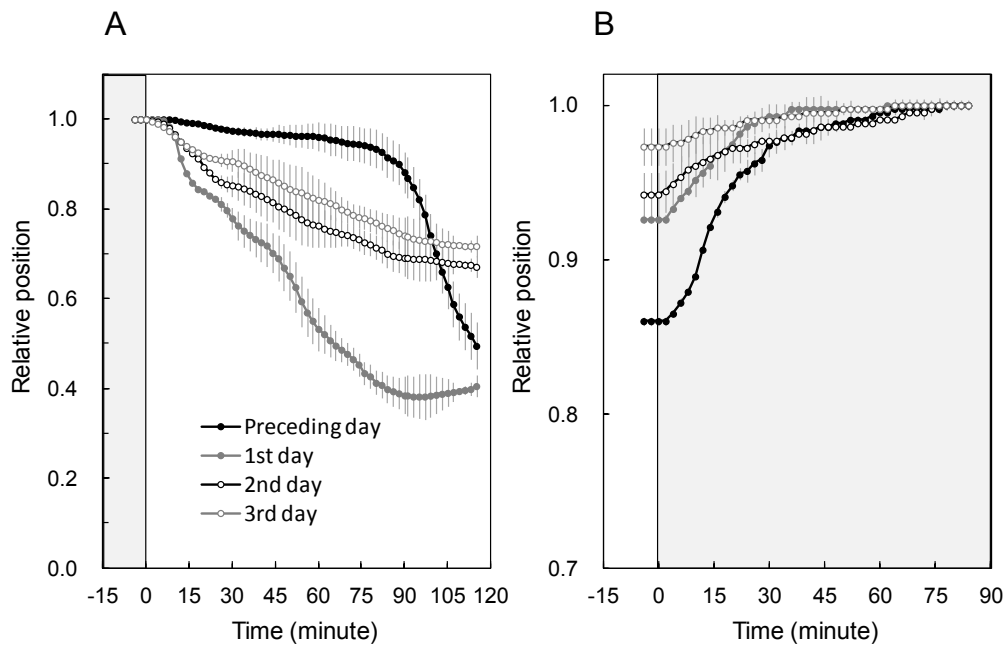 A
B
Relative position
1.0
0.8
0.6
0.4
0.2
0.0
Preceding day
1st day
2nd day
3rd day
-15 0 15 30 45 60 75 90 105 120
Time (minute)
Relative position
1.0
0.9
0.8
0.7
-15 0 15 30 45 60 75 90
Time (minute)